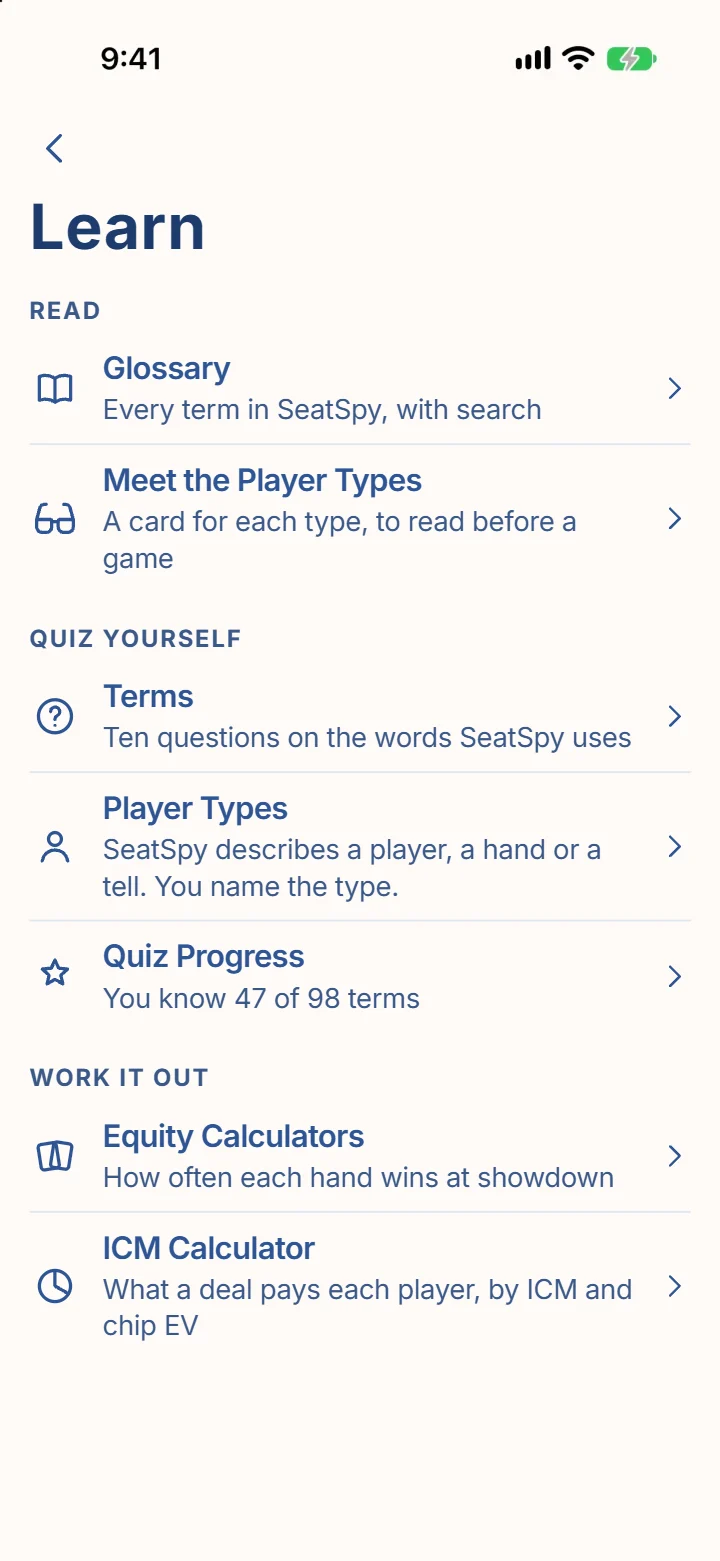 9:41
Learn
READ
Glossary
Every term in SeatSpy, with search
Meet the Player Types
A card for each type, to read before a
game
QUIZ YOURSELF
Terms
Ten questions on the words SeatSpy uses
Player Types
SeatSpy describes a player, a hand or a
tell. You name the type.
Quiz Progress
You know 47 of 98 terms
WORK IT OUT
Equity Calculators
How often each hand wins at showdown
ICM Calculator
What a deal pays each player, by ICM and
chip EV